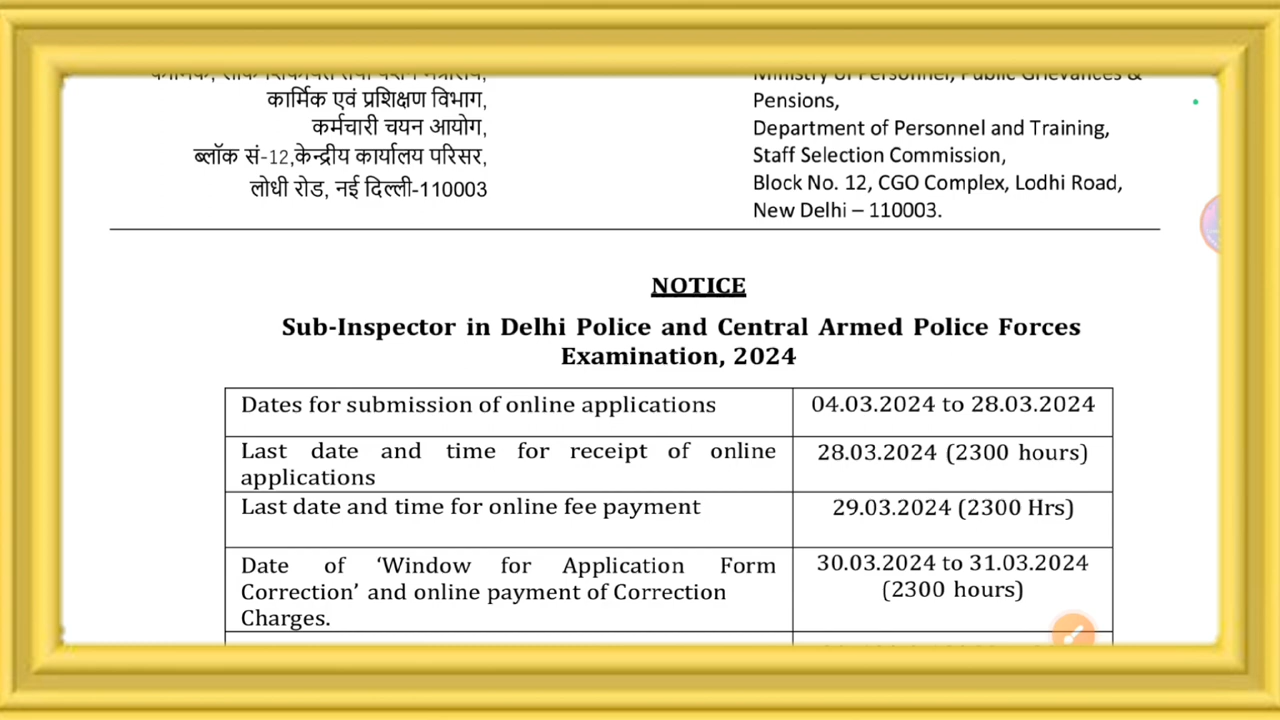 कार्मिक एवं प्रशिक्षण विभाग,
कर्मचारी चयन आयोग,
ब्लॉक सं-12,केन्द्रीय कार्यालय परिसर,
लोधी रोड, नई दिल्ली-110003
Ministry of Personnel, Public Grievances &
Pensions,
Department of Personnel and Training,
Staff Selection Commission,
Block No. 12, CGO Complex, Lodhi Road,
New Delhi – 110003.
NOTICE
Sub-Inspector in Delhi Police and Central Armed Police Forces
Examination, 2024
Dates for submission of online applications
04.03.2024 to 28.03.2024
Last date and time for receipt of online
applications
28.03.2024 (2300 hours)
Last date and time for online fee payment
29.03.2024 (2300 Hrs)
Date of ‘Window for Application Form
Correction’ and online payment of Correction
Charges.
30.03.2024 to 31.03.2024
(2300 hours)